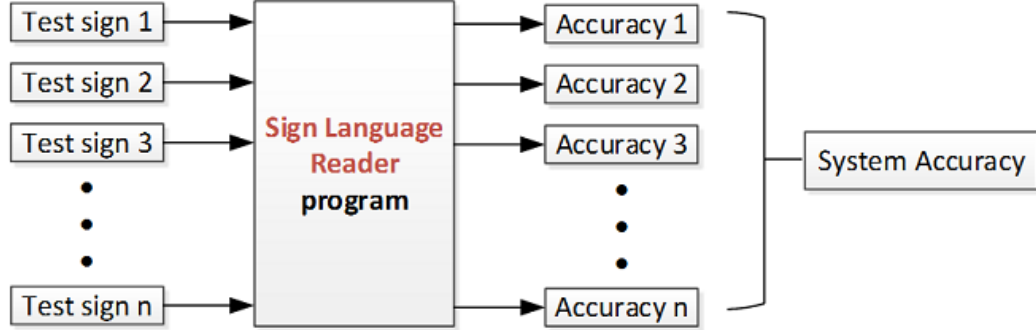 Test sign 1
Test sign 2
Test sign 3
Test sign n
Sign Language
Reader
program
Accuracy 1
Accuracy 2
Accuracy 3
Accuracy n
System Accuracy